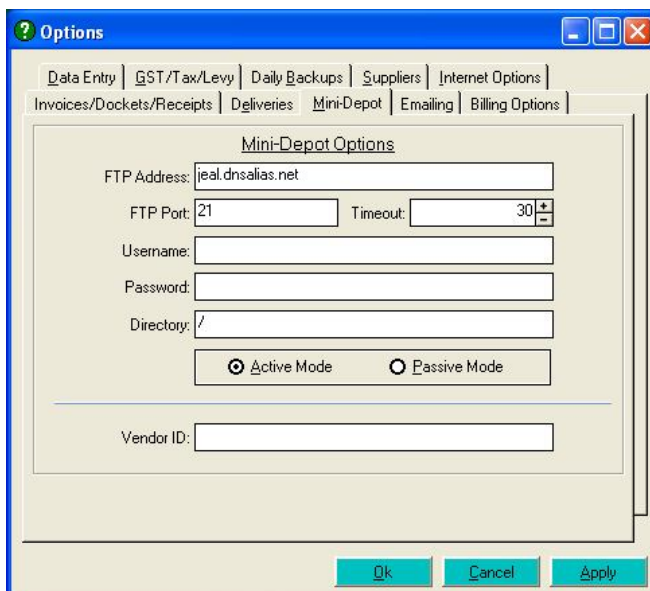 Options
Data Entry GST/Tax/Levy Daily Backups Suppliers Internet Options
Invoices/Dockets/Receipts Deliveries Mini-Depot Emailing Billing Options
Mini-Depot Options
FTP Address: jeal.dnsalias.net
FTP Port: 21 Timeout: 30
Username:
Password:
Directory: /
Active Mode Passive Mode
Vendor ID:
Ok Cancel Apply